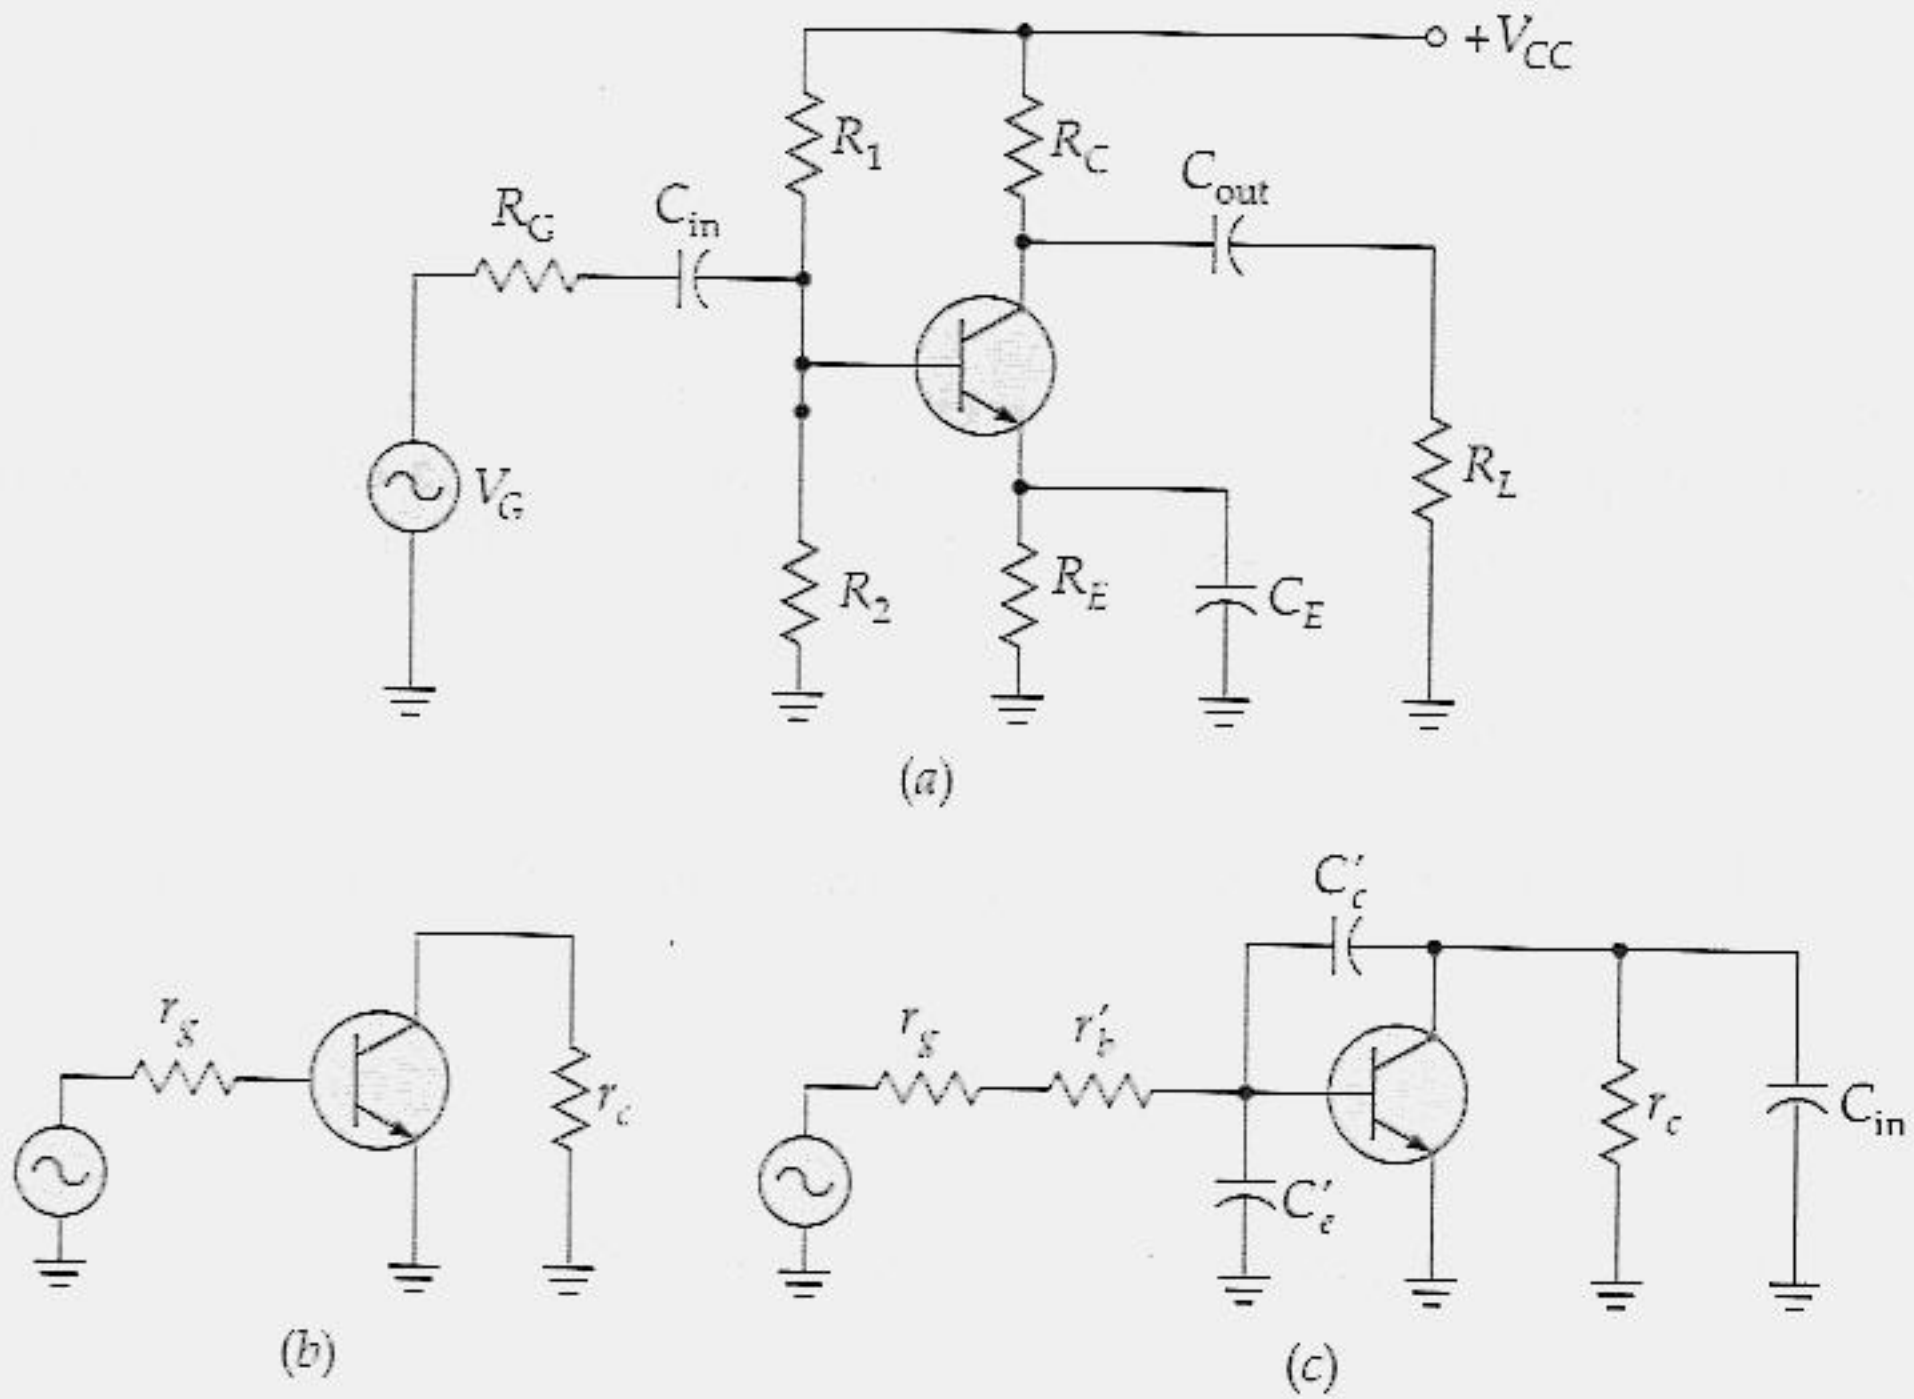 +V_CC
R_1
R_C
C_out
R_G
C_in
V_G
R_L
R_2
R_E
C_E
(a)
C'_c
r_g
r_g
r'_b
r_c
r_c
C_in
C'_e
(b)
(c)